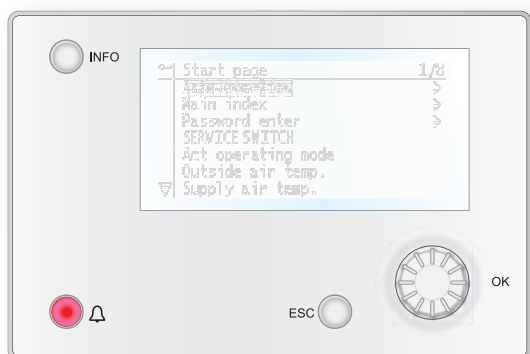 INFO
Start page 1/8
Main index >
Password enter >
SERVICE SWITCH
Act operating mode
Outside air temp.
Supply air temp.
OK
ESC